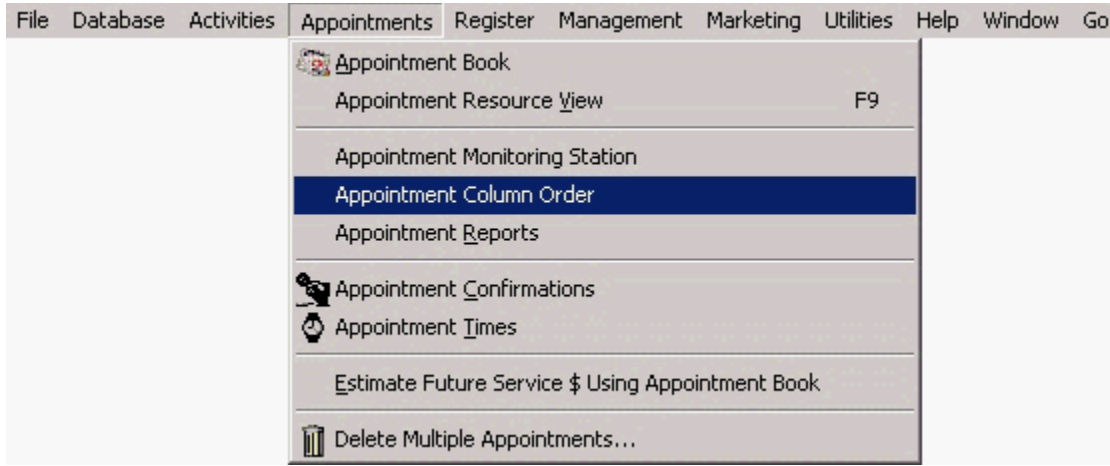 File Database Activities Appointments Register Management Marketing Utilities Help Window Go
Appointment Book
Appointment Resource View F9
Appointment Monitoring Station
Appointment Column Order
Appointment Reports
Appointment Confirmations
Appointment Times
Estimate Future Service $ Using Appointment Book
Delete Multiple Appointments...